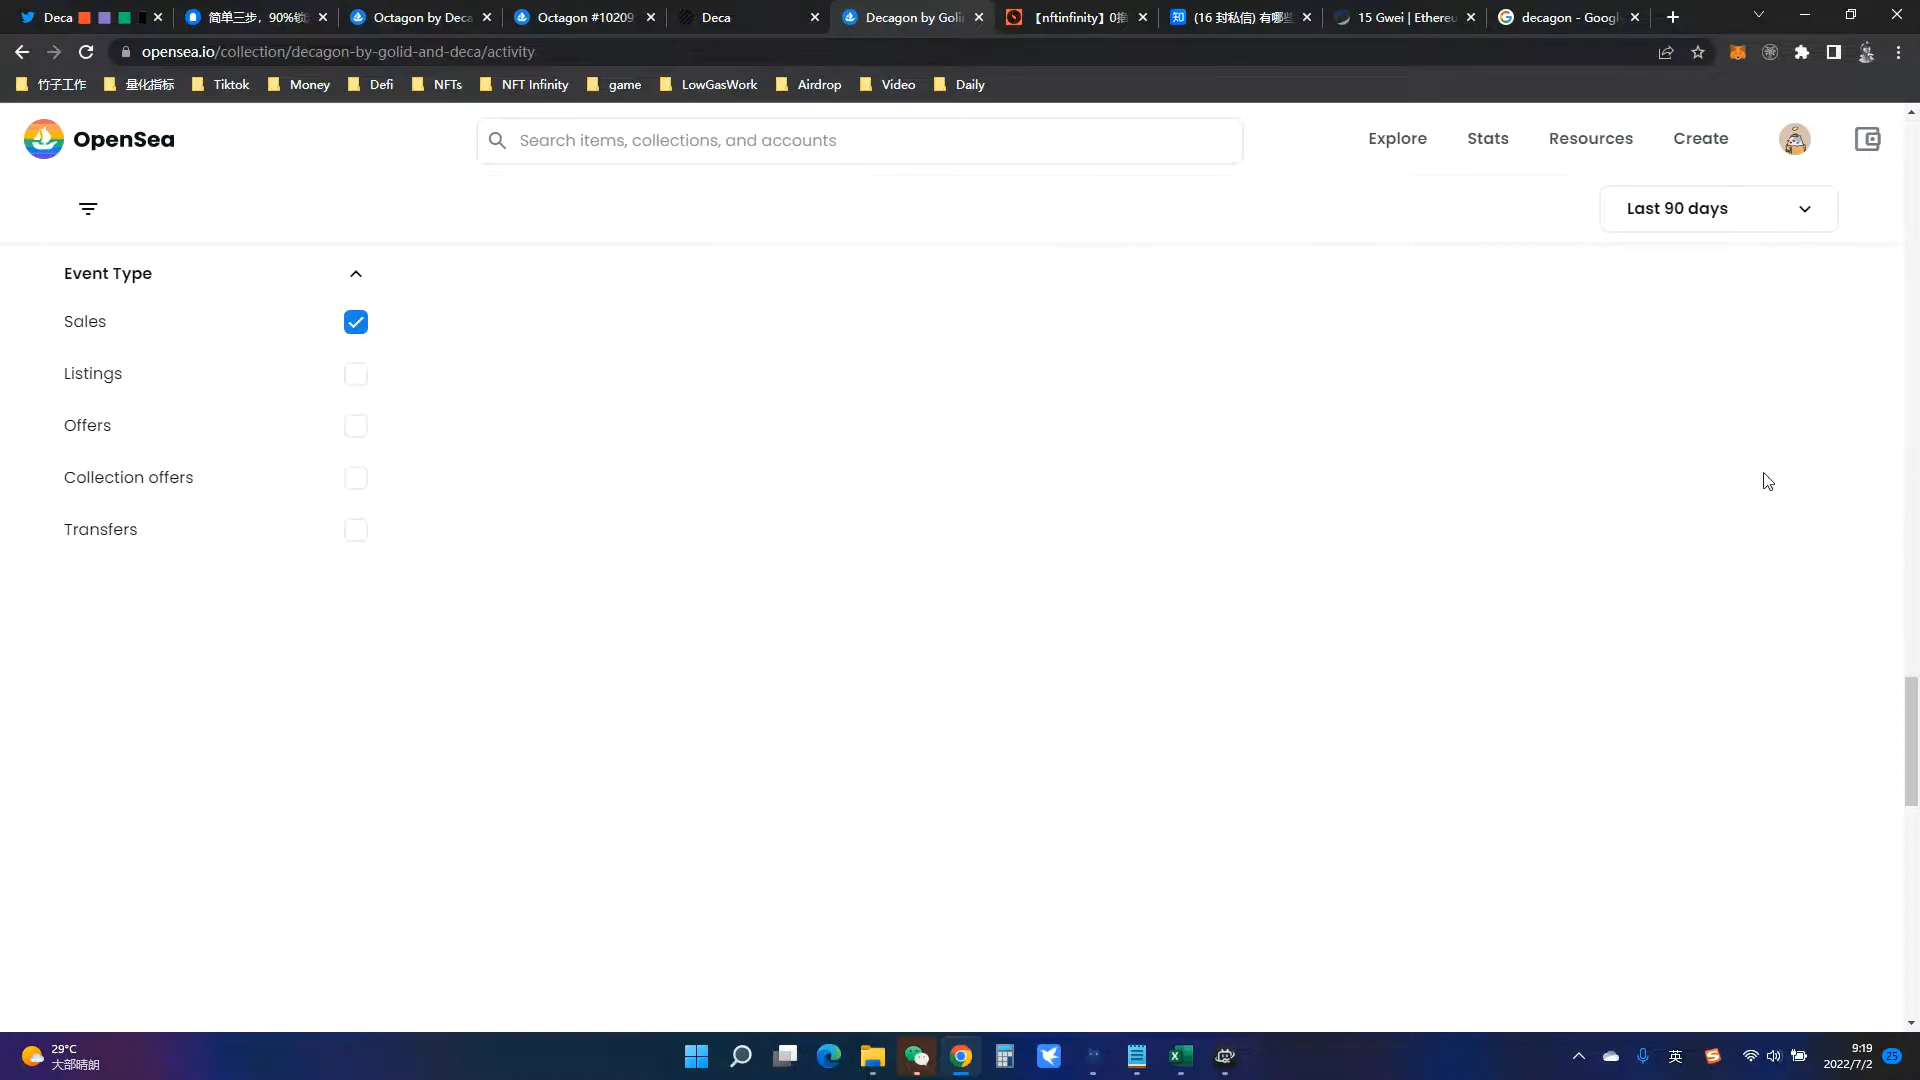 Deca
简单三步，90%锁
Octagon by Deca
Octagon #10209
Deca
Decagon by Goli
【nftinfinity】0撸
(16 封私信) 有哪些
15 Gwei | Ethereu
decagon - Google
opensea.io/collection/decagon-by-golid-and-deca/activity
竹子工作
量化指标
Tiktok
Money
Defi
NFTs
NFT Infinity
game
LowGasWork
Airdrop
Video
Daily
OpenSea
Search items, collections, and accounts
Explore
Stats
Resources
Create
Last 90 days
Event Type
Sales
Listings
Offers
Collection offers
Transfers
29°C
大部晴朗
英
9:19
2022/7/2
25